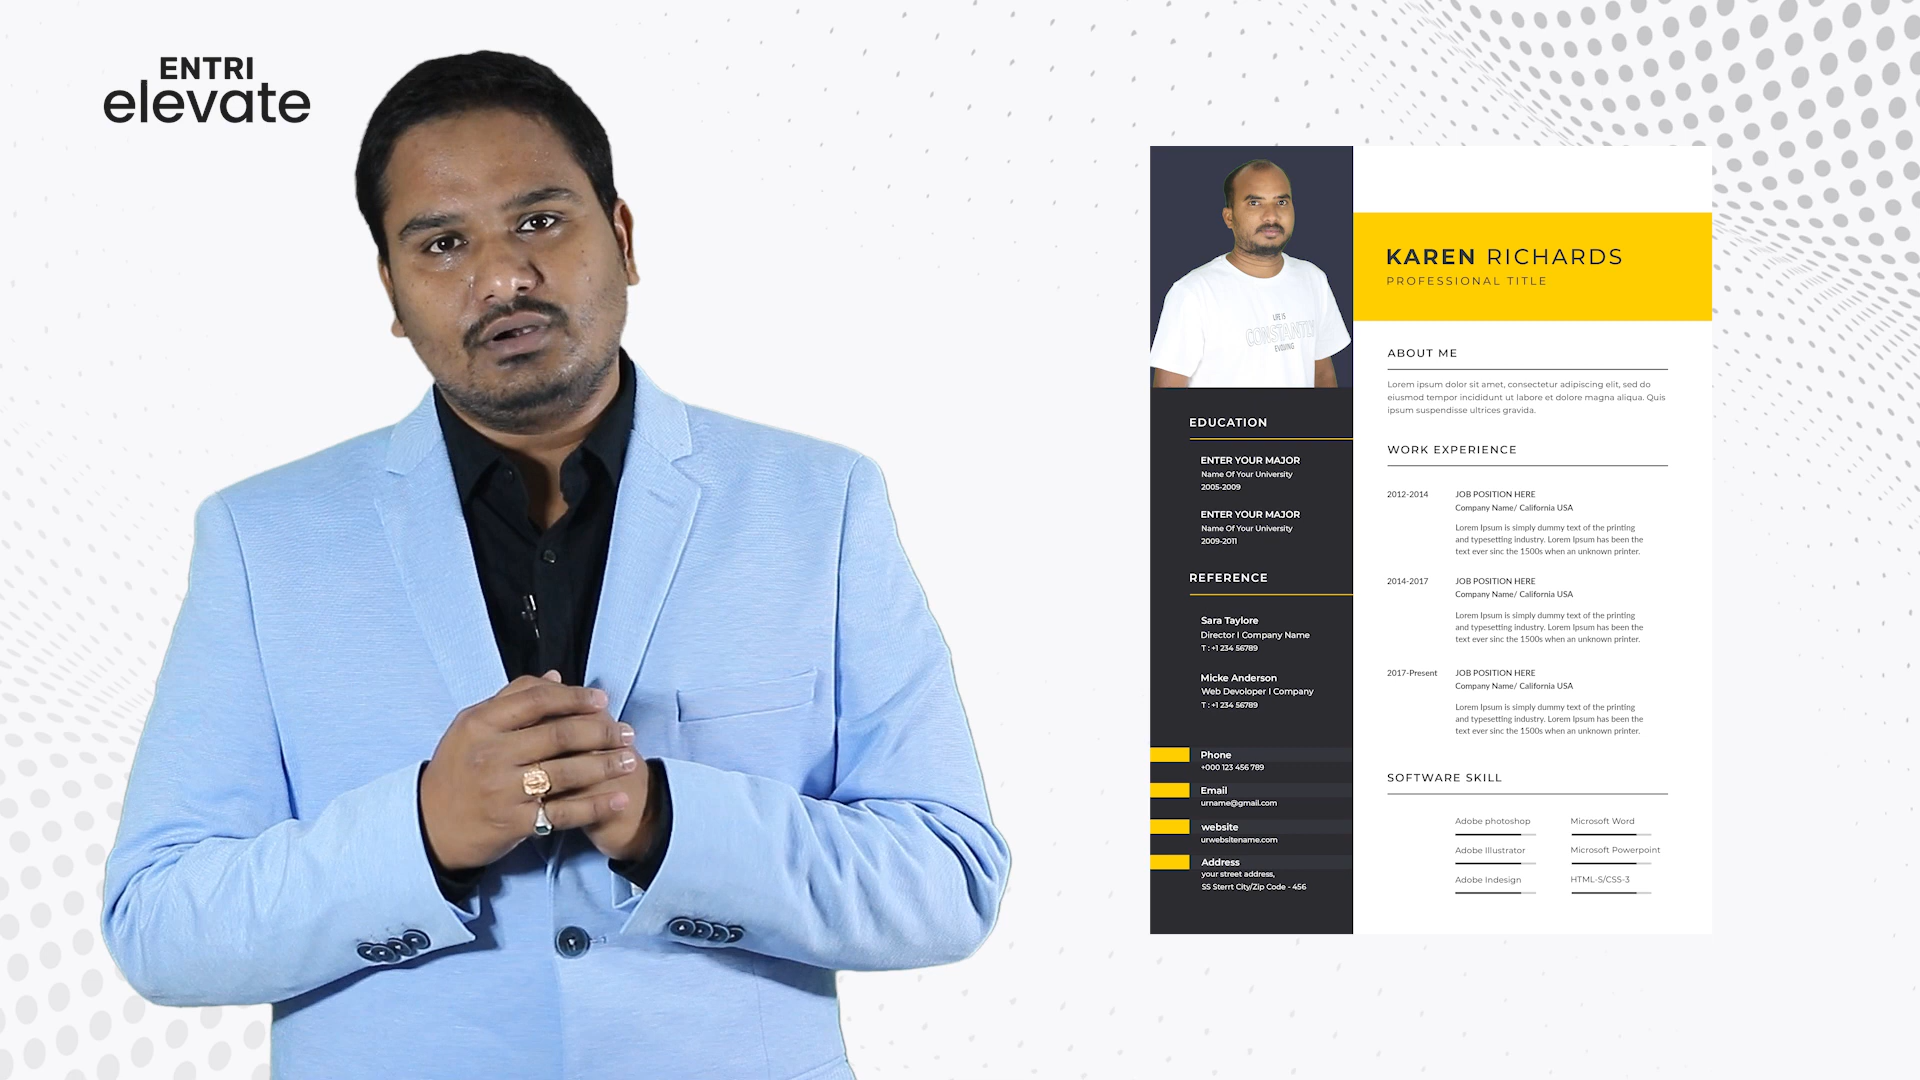 ENTRI
elevate
LIFE IS
CONSTANTLY
EVOLVING
KAREN RICHARDS
PROFESSIONAL TITLE
EDUCATION
ENTER YOUR MAJOR
Name Of Your University
2005-2009
ENTER YOUR MAJOR
Name Of Your University
2009-2011
REFERENCE
Sara Taylore
Director I Company Name
T : +1 234 56789
Micke Anderson
Web Devoloper I Company
T : +1 234 56789
Phone
+000 123 456 789
Email
urname@gmail.com
website
urwebsitename.com
Address
your street address,
SS Sterrt City/Zip Code - 456
ABOUT ME
Lorem ipsum dolor sit amet, consectetur adipiscing elit, sed do
eiusmod tempor incididunt ut labore et dolore magna aliqua. Quis
ipsum suspendisse ultrices gravida.
WORK EXPERIENCE
2012-2014 JOB POSITION HERE
Company Name/ California USA
Lorem Ipsum is simply dummy text of the printing
and typesetting industry. Lorem Ipsum has been the
text ever sinc the 1500s when an unknown printer.
2014-2017 JOB POSITION HERE
Company Name/ California USA
Lorem Ipsum is simply dummy text of the printing
and typesetting industry. Lorem Ipsum has been the
text ever sinc the 1500s when an unknown printer.
2017-Present JOB POSITION HERE
Company Name/ California USA
Lorem Ipsum is simply dummy text of the printing
and typesetting industry. Lorem Ipsum has been the
text ever sinc the 1500s when an unknown printer.
SOFTWARE SKILL
Adobe photoshop Microsoft Word
Adobe Illustrator Microsoft Powerpoint
Adobe Indesign HTML-S/CSS-3